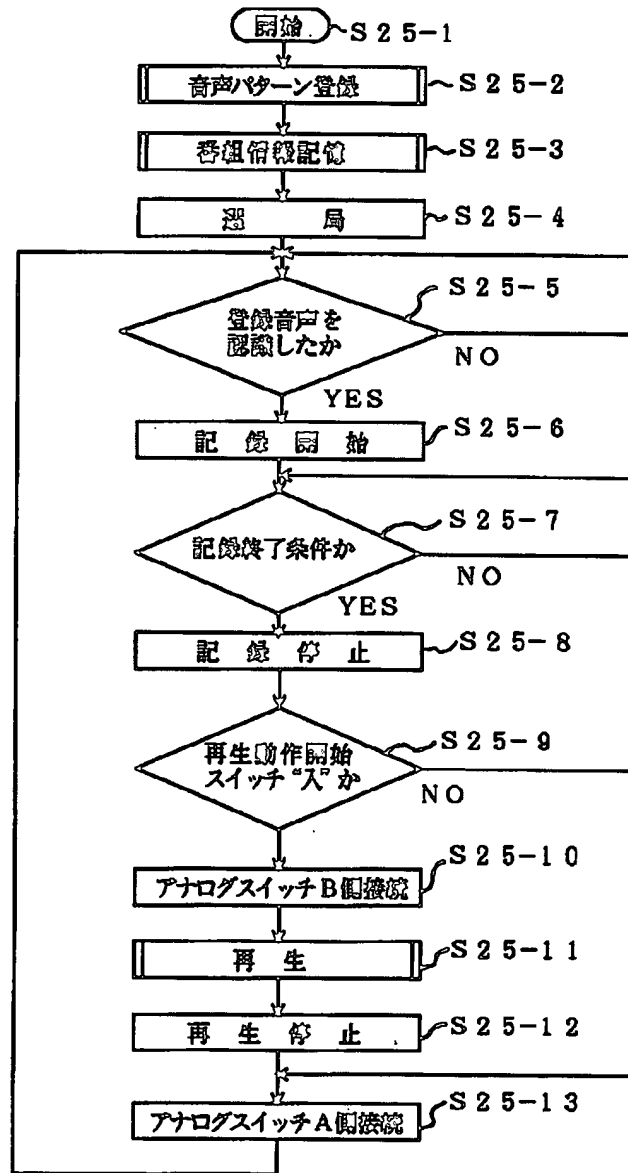 開始
S25-1
音声パターン登録
S25-2
番組情報記憶
S25-3
選局
S25-4
S25-5
登録音声を
認識したか
NO
YES
記録開始
S25-6
S25-7
記録終了条件か
NO
YES
記録停止
S25-8
S25-9
再生動作開始
スイッチ“入”か
NO
S25-10
アナログスイッチB側接続
S25-11
再生
再生停止
S25-12
S25-13
アナログスイッチA側接続